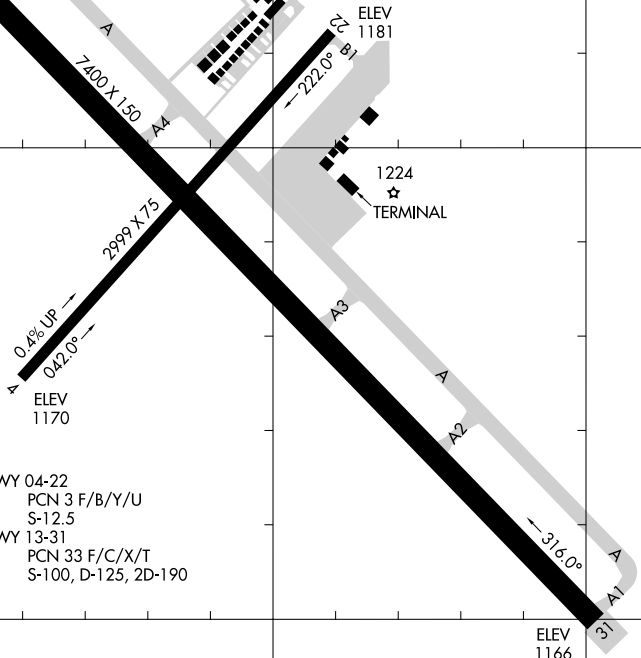 A
22
ELEV
1181
B1
7400 X 150
222.0°
A4
1224
TERMINAL
2999 X 75
A3
0.4% UP
042.0°
4
ELEV
1170
A
A2
WY 04-22
PCN 3 F/B/Y/U
S-12.5
WY 13-31
PCN 33 F/C/X/T
S-100, D-125, 2D-190
316.0°
A
A1
31
ELEV
1166